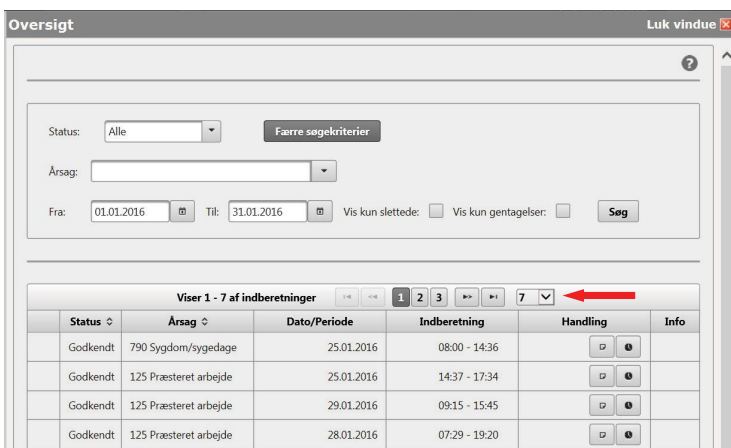 Oversigt Luk vindue
Status: Alle Færre søgekriterier
Årsag:
Fra: 01.01.2016 Til: 31.01.2016 Vis kun slettede: Vis kun gentagelser: Søg
Viser 1 - 7 af indberetninger 1 2 3 7
Status Årsag Dato/Periode Indberetning Handling Info
Godkendt 790 Sygdom/sygedage 25.01.2016 08:00 - 14:36
Godkendt 125 Præsteret arbejde 25.01.2016 14:37 - 17:34
Godkendt 125 Præsteret arbejde 29.01.2016 09:15 - 15:45
Godkendt 125 Præsteret arbejde 28.01.2016 07:29 - 19:20